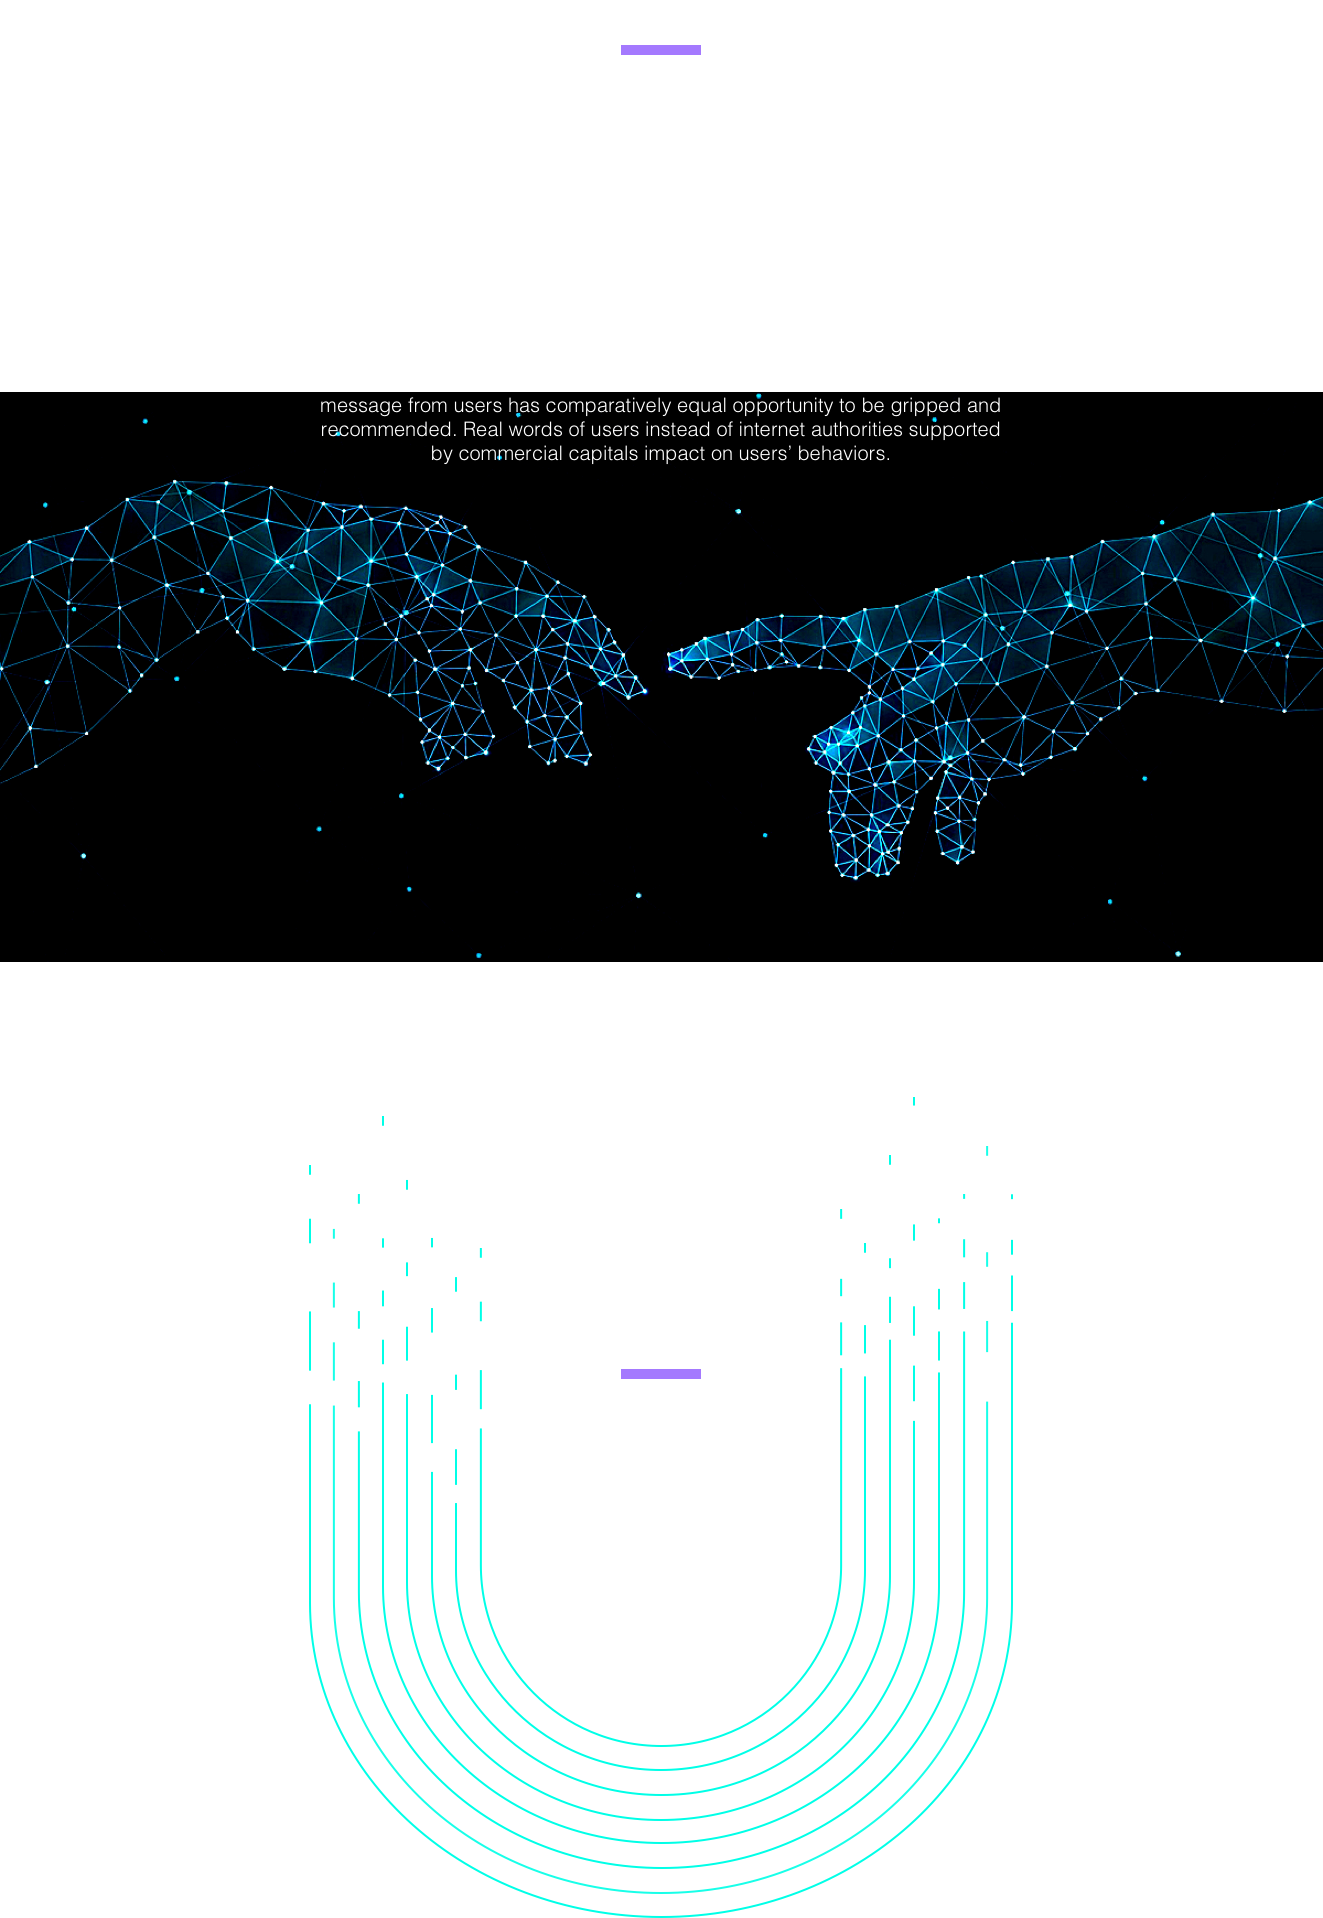 message from users has comparatively equal opportunity to be gripped and
recommended. Real words of users instead of internet authorities supported
by commercial capitals impact on users’ behaviors.